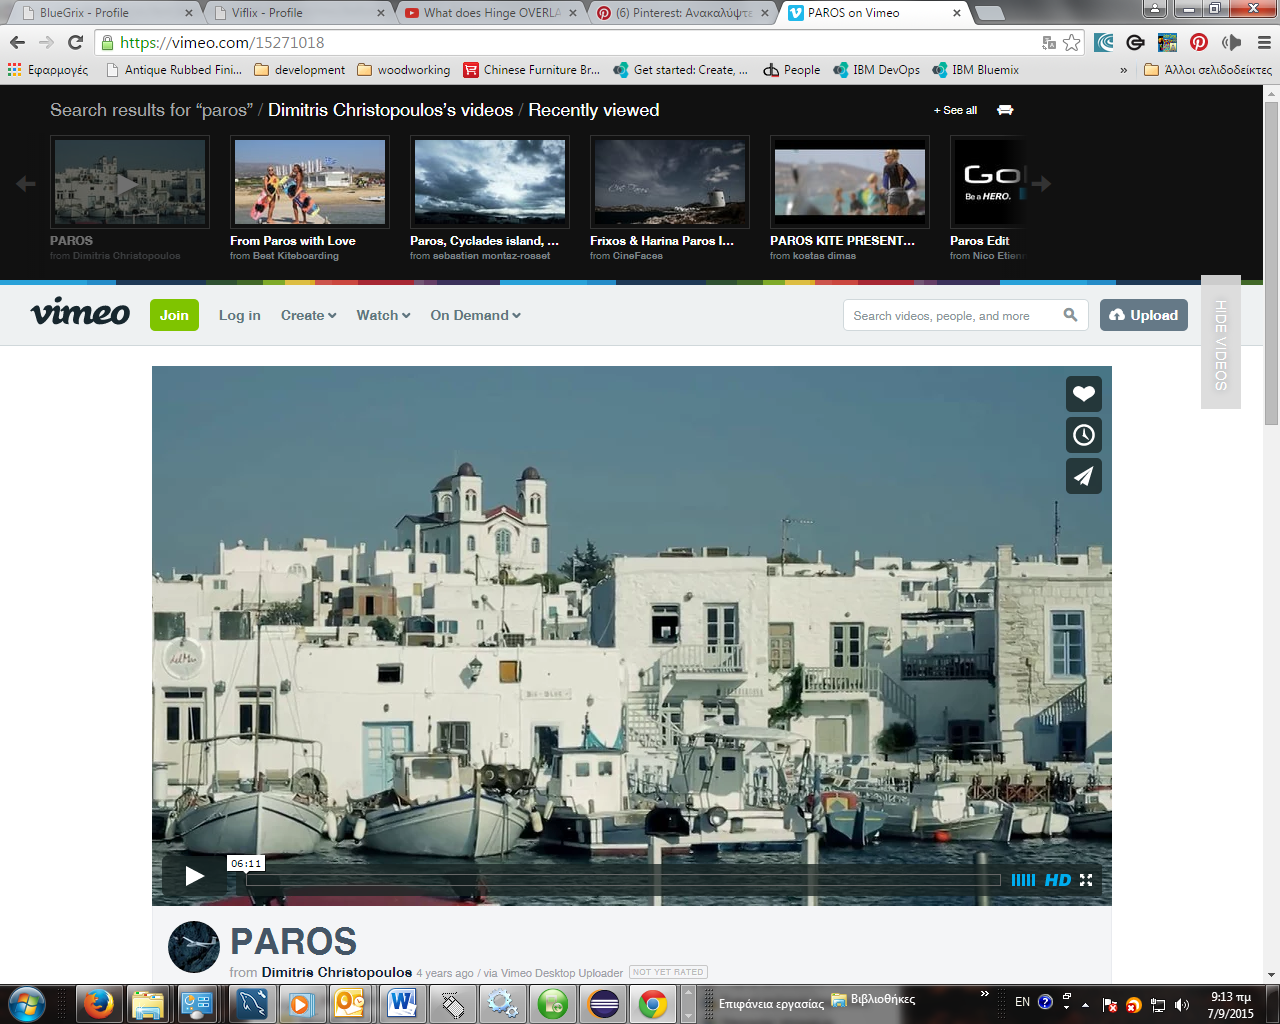 BlueGrix - Profile
Viflix - Profile
What does Hinge OVERLA
(6) Pinterest: Ανακαλύψτε
PAROS on Vimeo
https://vimeo.com/15271018
Εφαρμογές
Antique Rubbed Fini...
development
woodworking
Chinese Furniture Br...
Get started: Create, ...
People
IBM DevOps
IBM Bluemix
»
Άλλοι σελιδοδείκτες
Search results for “paros” / Dimitris Christopoulos's videos / Recently viewed
+ See all
Go
Be a HERO.
PAROS
from Dimitris Christopoulos
From Paros with Love
from Best Kiteboarding
Paros, Cyclades island, ...
from sebastien montaz-rosset
Frixos & Harina Paros I...
from CineFaces
PAROS KITE PRESENT...
from kostas dimas
Paros Edit
from Nico Etien
vimeo
Join
Log in
Create
Watch
On Demand
Search videos, people, and more
Upload
HIDE VIDEOS
delMar
06:11
HD
PAROS
from Dimitris Christopoulos 4 years ago / via Vimeo Desktop Uploader NOT YET RATED
Επιφάνεια εργασίας
Βιβλιοθήκες
»
EN
9:13 πμ
7/9/2015